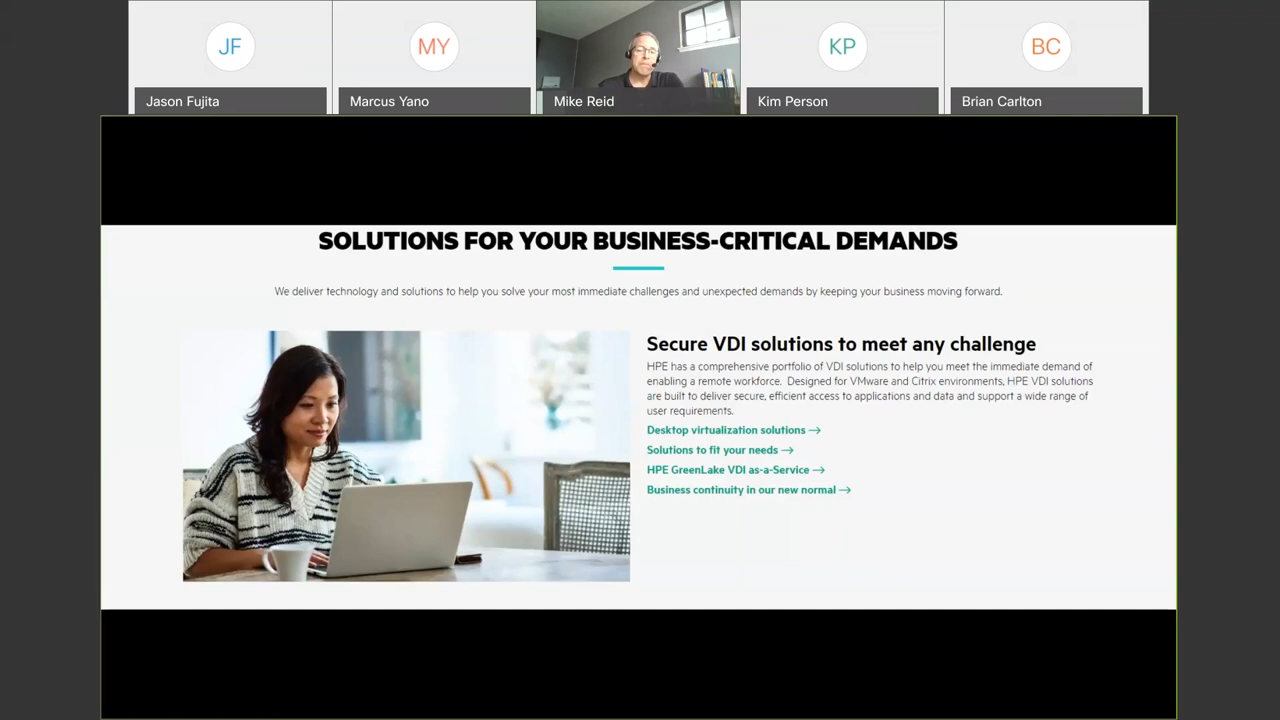 JF
MY
KP
BC
Jason Fujita
Marcus Yano
Mike Reid
Kim Person
Brian Carlton
SOLUTIONS FOR YOUR BUSINESS-CRITICAL DEMANDS
We deliver technology and solutions to help you solve your most immediate challenges and unexpected demands by keeping your business moving forward.
Secure VDI solutions to meet any challenge
HPE has a comprehensive portfolio of VDI solutions to help you meet the immediate demand of
enabling a remote workforce. Designed for VMware and Citrix environments, HPE VDI solutions
are built to deliver secure, efficient access to applications and data and support a wide range of
user requirements.
Desktop virtualization solutions →
Solutions to fit your needs →
HPE GreenLake VDI as-a-Service →
Business continuity in our new normal →